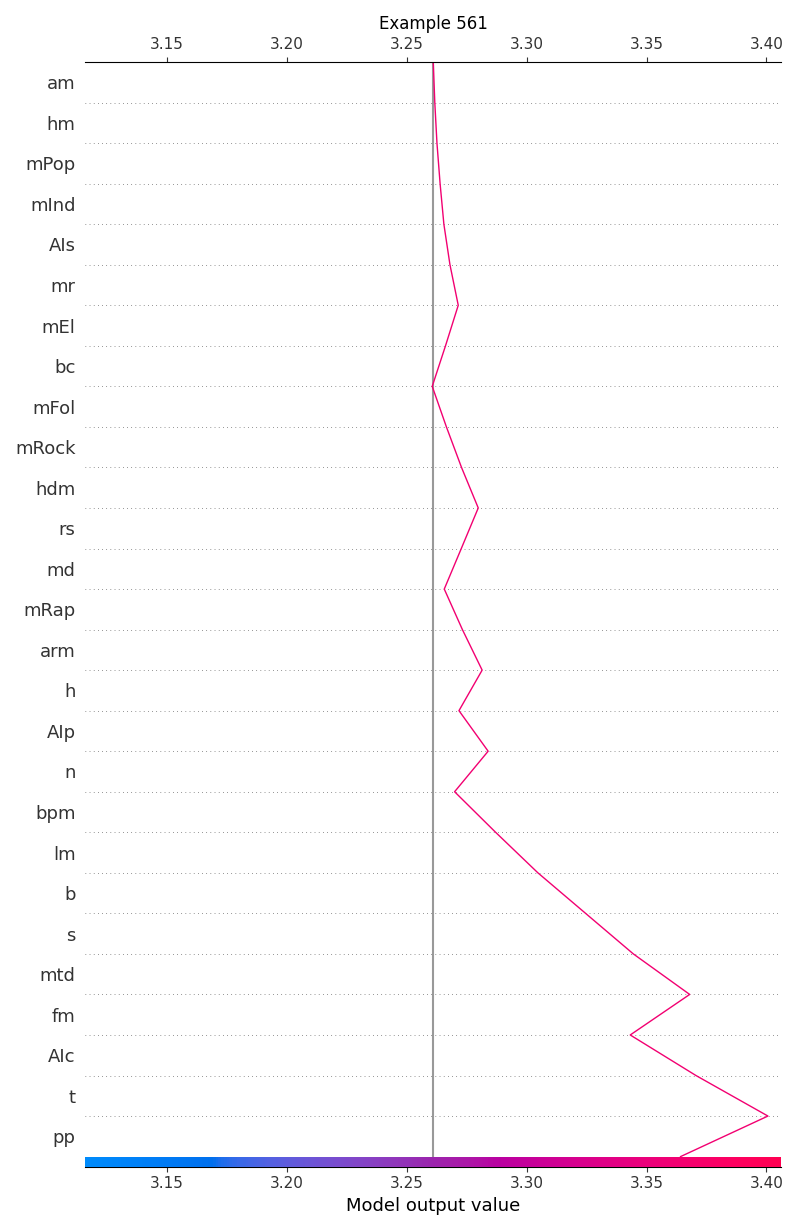 Example 561
3.15 3.20 3.25 3.30 3.35 3.40
am
hm
mPop
mInd
AIs
mr
mEl
bc
mFol
mRock
hdm
rs
md
mRap
arm
h
AIp
n
bpm
lm
b
s
mtd
fm
AIc
t
pp
3.15 3.20 3.25 3.30 3.35 3.40
Model output value